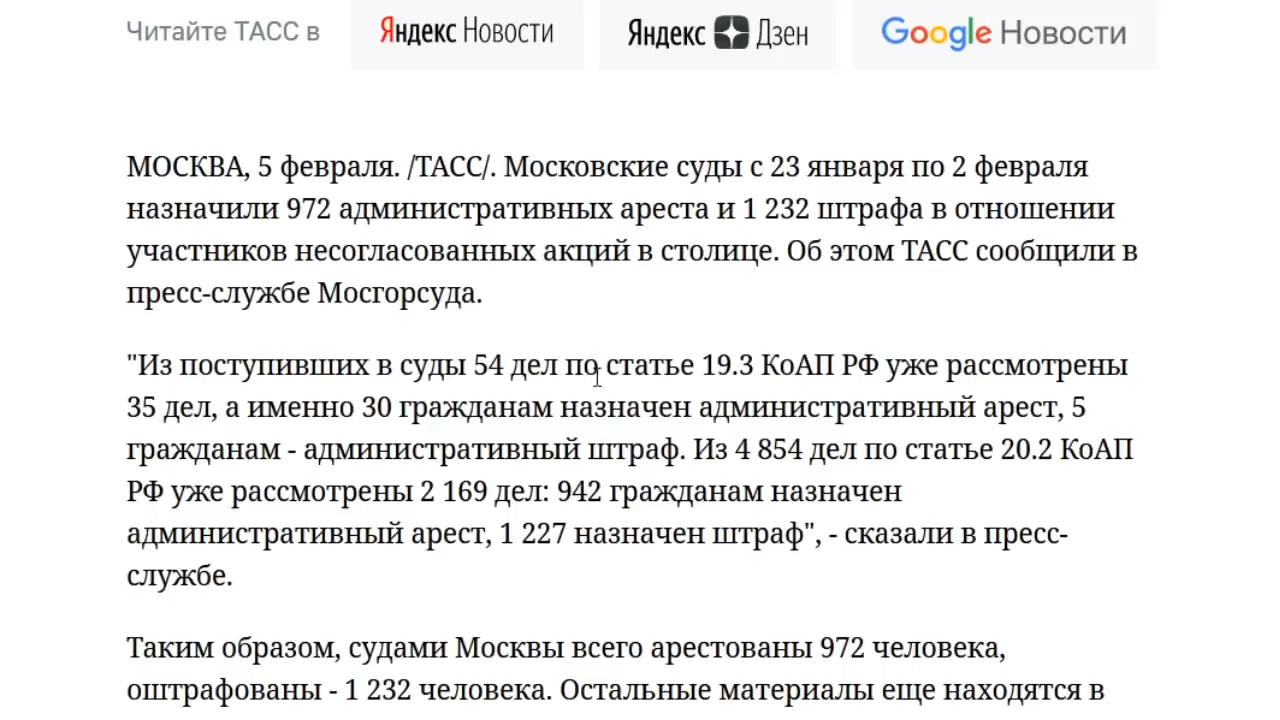 Читайте ТАСС в
Яндекс Новости
Яндекс Дзен
Google Новости
МОСКВА, 5 февраля. /ТАСС/. Московские суды с 23 января по 2 февраля
назначили 972 административных ареста и 1 232 штрафа в отношении
участников несогласованных акций в столице. Об этом ТАСС сообщили в
пресс-службе Мосгорсуда.
"Из поступивших в суды 54 дел по статье 19.3 КоАП РФ уже рассмотрены
35 дел, а именно 30 гражданам назначен административный арест, 5
гражданам - административный штраф. Из 4 854 дел по статье 20.2 КоАП
РФ уже рассмотрены 2 169 дел: 942 гражданам назначен
административный арест, 1 227 назначен штраф", - сказали в пресс-
службе.
Таким образом, судами Москвы всего арестованы 972 человека,
оштрафованы - 1 232 человека. Остальные материалы еще находятся в